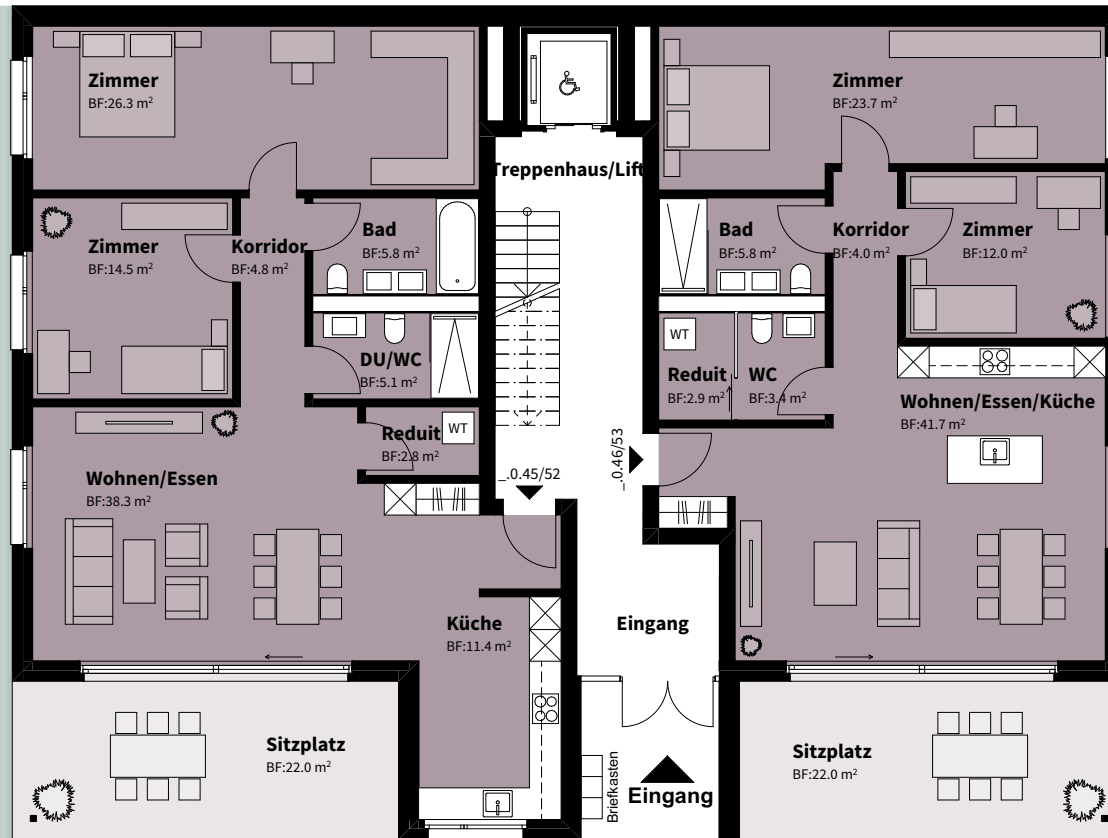 Zimmer
BF:26.3 m²
Zimmer
BF:23.7 m²
Treppenhaus/Lift
Zimmer
BF:14.5 m²
Korridor
BF:4.8 m²
Bad
BF:5.8 m²
Bad
BF:5.8 m²
Korridor
BF:4.0 m²
Zimmer
BF:12.0 m²
DU/WC
BF:5.1 m²
WT
Reduit
BF:2.9 m²
WC
BF:3.4 m²
Wohnen/Essen/Küche
BF:41.7 m²
Reduit
BF:2.8 m²
WT
Wohnen/Essen
BF:38.3 m²
_.0.45/52
_.0.46/53
Küche
BF:11.4 m²
Eingang
Sitzplatz
BF:22.0 m²
Sitzplatz
BF:22.0 m²
Briefkasten
Eingang